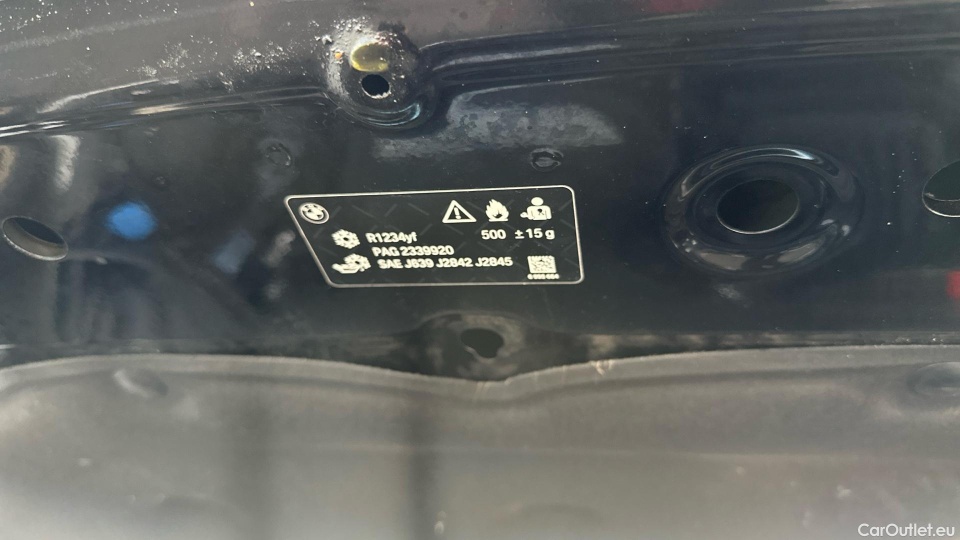 R1234yf 500 ± 15 g
PAG 2339920
SAE J639 J2842 J2845
CarOutlet.eu